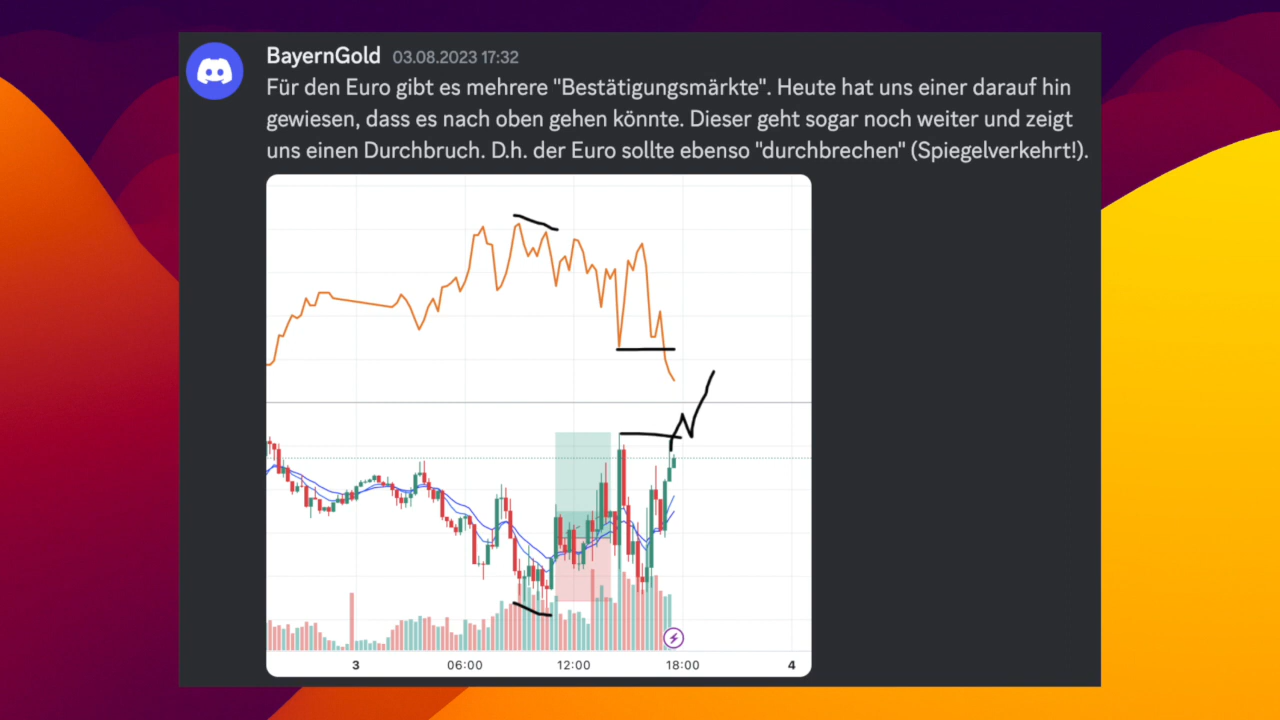 BayernGold 03.08.2023 17:32
Für den Euro gibt es mehrere "Bestätigungsmärkte". Heute hat uns einer darauf hin
gewiesen, dass es nach oben gehen könnte. Dieser geht sogar noch weiter und zeigt
uns einen Durchbruch. D.h. der Euro sollte ebenso "durchbrechen" (Spiegelverkehrt!).
3 06:00 12:00 18:00 4